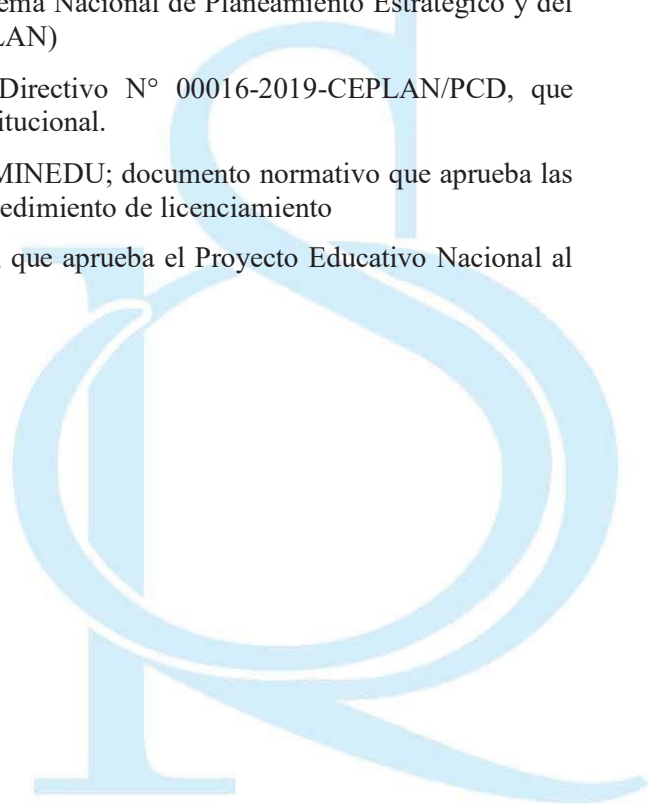 ema Nacional de Planeamiento Estratégico y del
LAN)
Directivo N° 00016-2019-CEPLAN/PCD, que
itucional.
MINEDU; documento normativo que aprueba las
edimiento de licenciamiento
que aprueba el Proyecto Educativo Nacional al